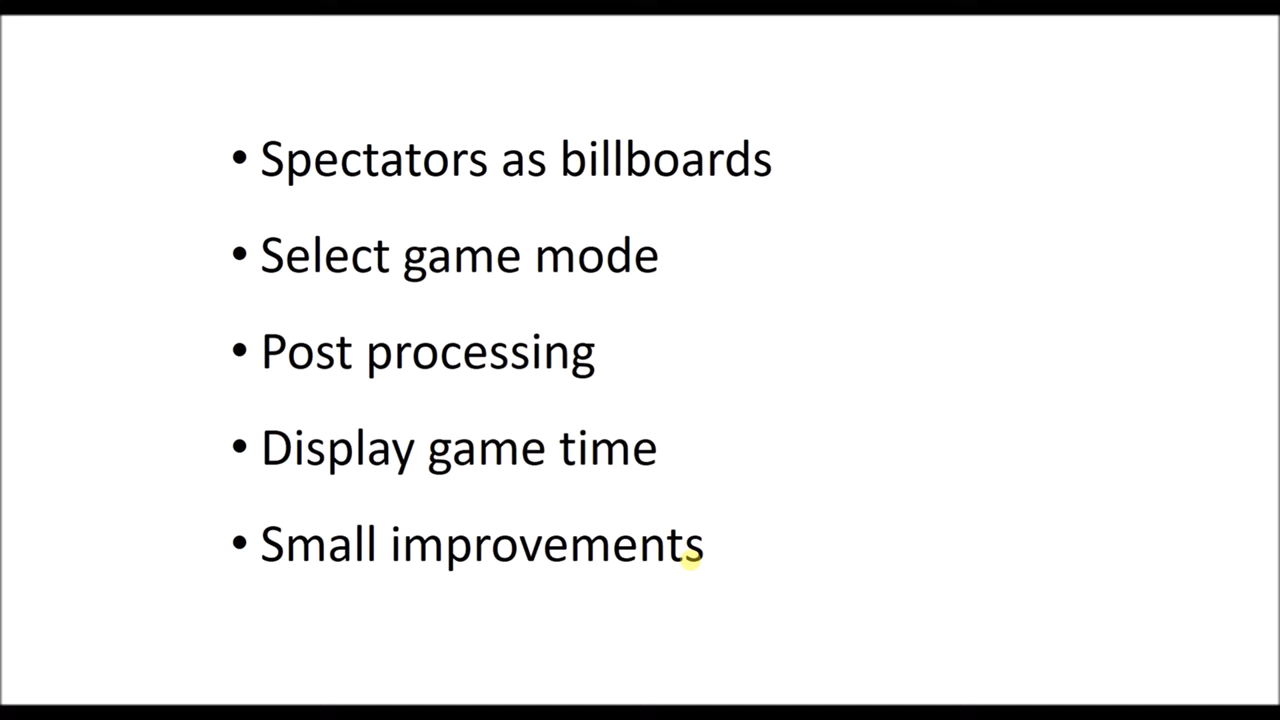 • Spectators as billboards
• Select game mode
• Post processing
• Display game time
• Small improvements